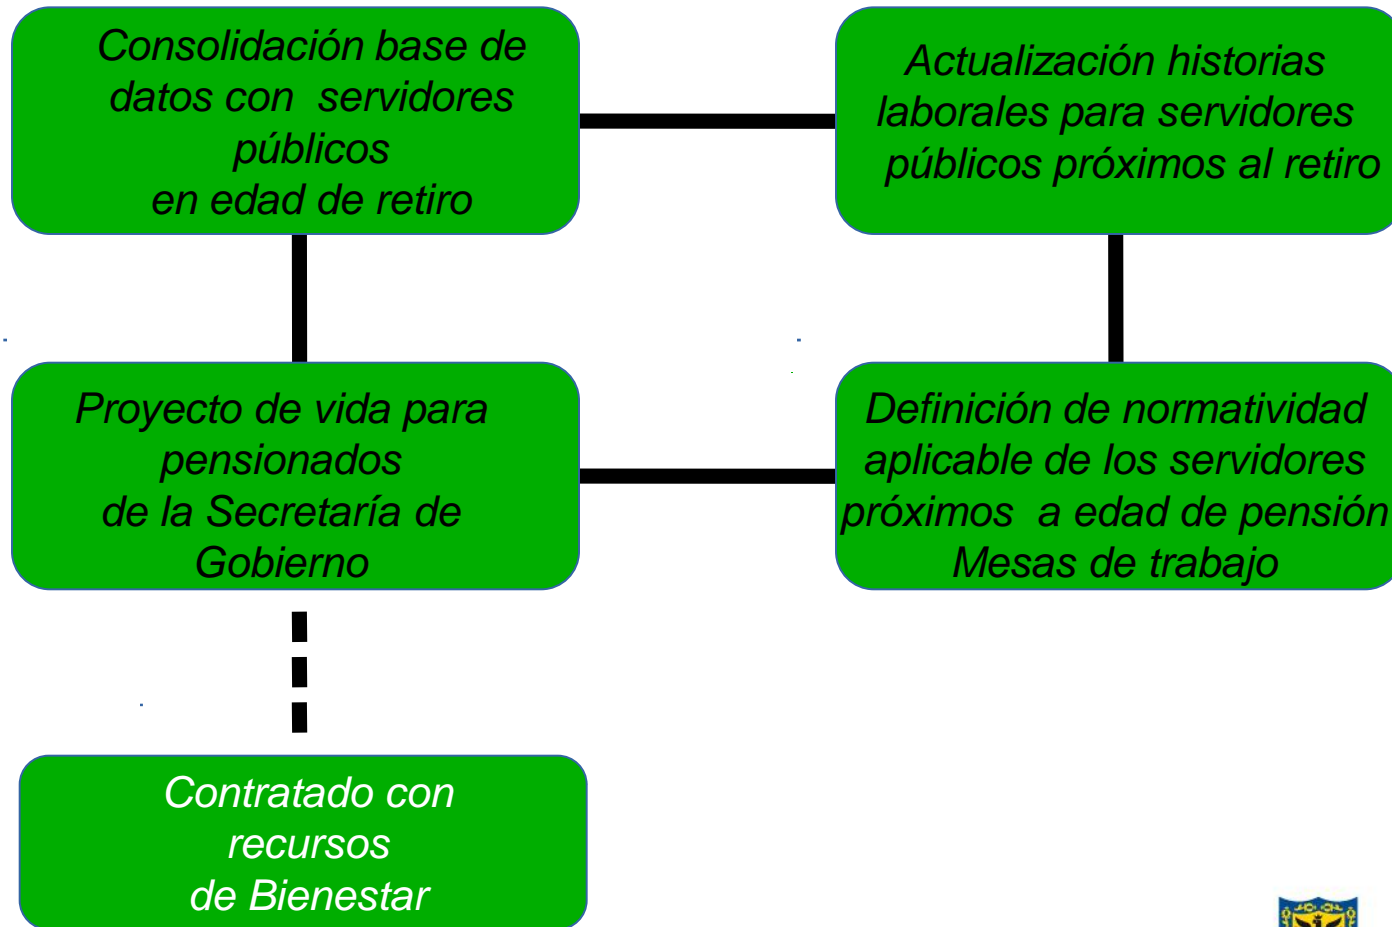 Consolidación base de
datos con servidores
públicos
en edad de retiro
Actualización historias
laborales para servidores
públicos próximos al retiro
Proyecto de vida para
pensionados
de la Secretaría de
Gobierno
Definición de normatividad
aplicable de los servidores
próximos a edad de pensión
Mesas de trabajo
Contratado con
recursos
de Bienestar